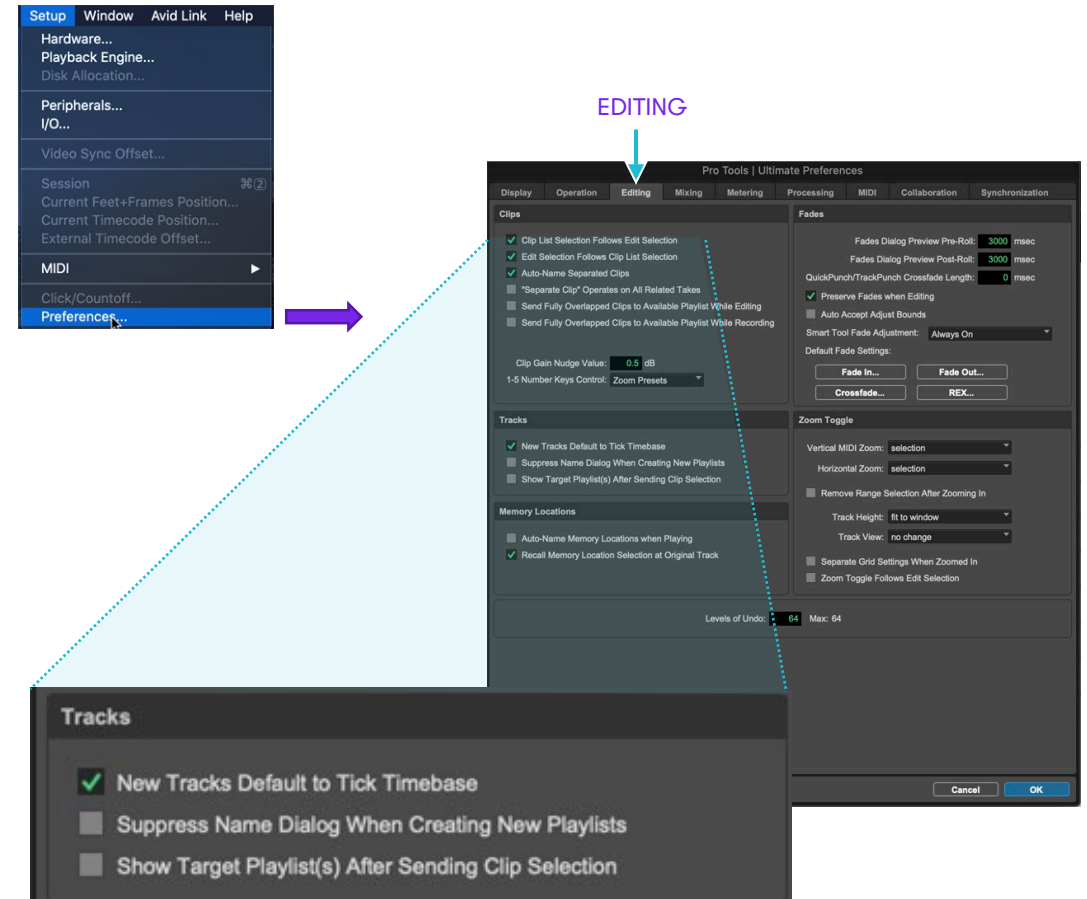 Setup Window Avid Link Help
Hardware...
Playback Engine...
Disk Allocation...
Peripherals...
I/O...
Video Sync Offset...
Session ⌘②
Current Feet+Frames Position...
Current Timecode Position...
External Timecode Offset...
MIDI ▶
Click/Countoff...
Preferences...
EDITING
Pro Tools | Ultimate Preferences
Display Operation Editing Mixing Metering Processing MIDI Collaboration Synchronization
Clips
Clip List Selection Follows Edit Selection
Edit Selection Follows Clip List Selection
Auto-Name Separated Clips
"Separate Clip" Operates on All Related Takes
Send Fully Overlapped Clips to Available Playlist While Editing
Send Fully Overlapped Clips to Available Playlist While Recording
Clip Gain Nudge Value: 0.5 dB
1-5 Number Keys Control: Zoom Presets
Tracks
New Tracks Default to Tick Timebase
Suppress Name Dialog When Creating New Playlists
Show Target Playlist(s) After Sending Clip Selection
Memory Locations
Auto-Name Memory Locations when Playing
Recall Memory Location Selection at Original Track
Fades
Fades Dialog Preview Pre-Roll: 3000 msec
Fades Dialog Preview Post-Roll: 3000 msec
QuickPunch/TrackPunch Crossfade Length: 0 msec
Preserve Fades when Editing
Auto Accept Adjust Bounds
Smart Tool Fade Adjustment: Always On
Default Fade Settings:
Fade In... Fade Out...
Crossfade... REX...
Zoom Toggle
Vertical MIDI Zoom: selection
Horizontal Zoom: selection
Remove Range Selection After Zooming In
Track Height: fit to window
Track View: no change
Separate Grid Settings When Zoomed In
Zoom Toggle Follows Edit Selection
Levels of Undo: 64 Max: 64
Cancel OK
Tracks
New Tracks Default to Tick Timebase
Suppress Name Dialog When Creating New Playlists
Show Target Playlist(s) After Sending Clip Selection